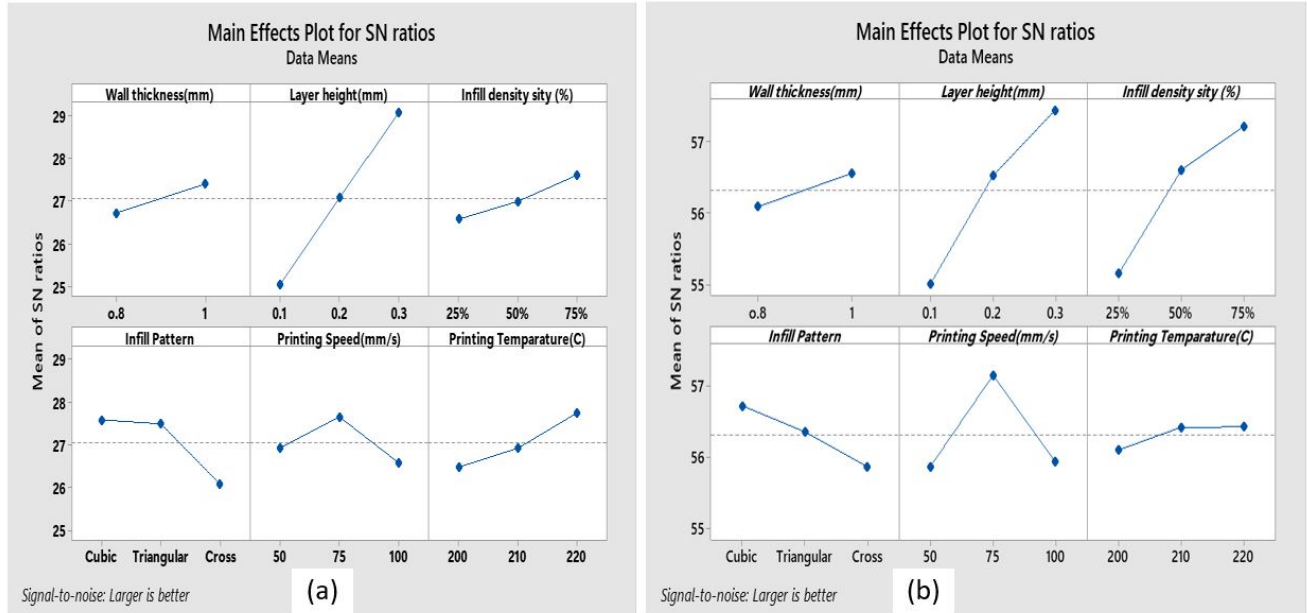 Main Effects Plot for SN ratios
Data Means
Wall thickness(mm) Layer height(mm) Infill density sity (%)
29
28
27
26
25
o.8 1 0.1 0.2 0.3 25% 50% 75%
Infill Pattern Printing Speed(mm/s) Printing Temparature(C)
29
28
27
26
25
Cubic Triangular Cross 50 75 100 200 210 220
Mean of SN ratios
Signal-to-noise: Larger is better
(a)
Main Effects Plot for SN ratios
Data Means
Wall thickness(mm) Layer height(mm) Infill density sity (%)
57
56
55
o.8 1 0.1 0.2 0.3 25% 50% 75%
Infill Pattern Printing Speed(mm/s) Printing Temparature(C)
57
56
55
Cubic Triangular Cross 50 75 100 200 210 220
Mean of SN ratios
Signal-to-noise: Larger is better
(b)